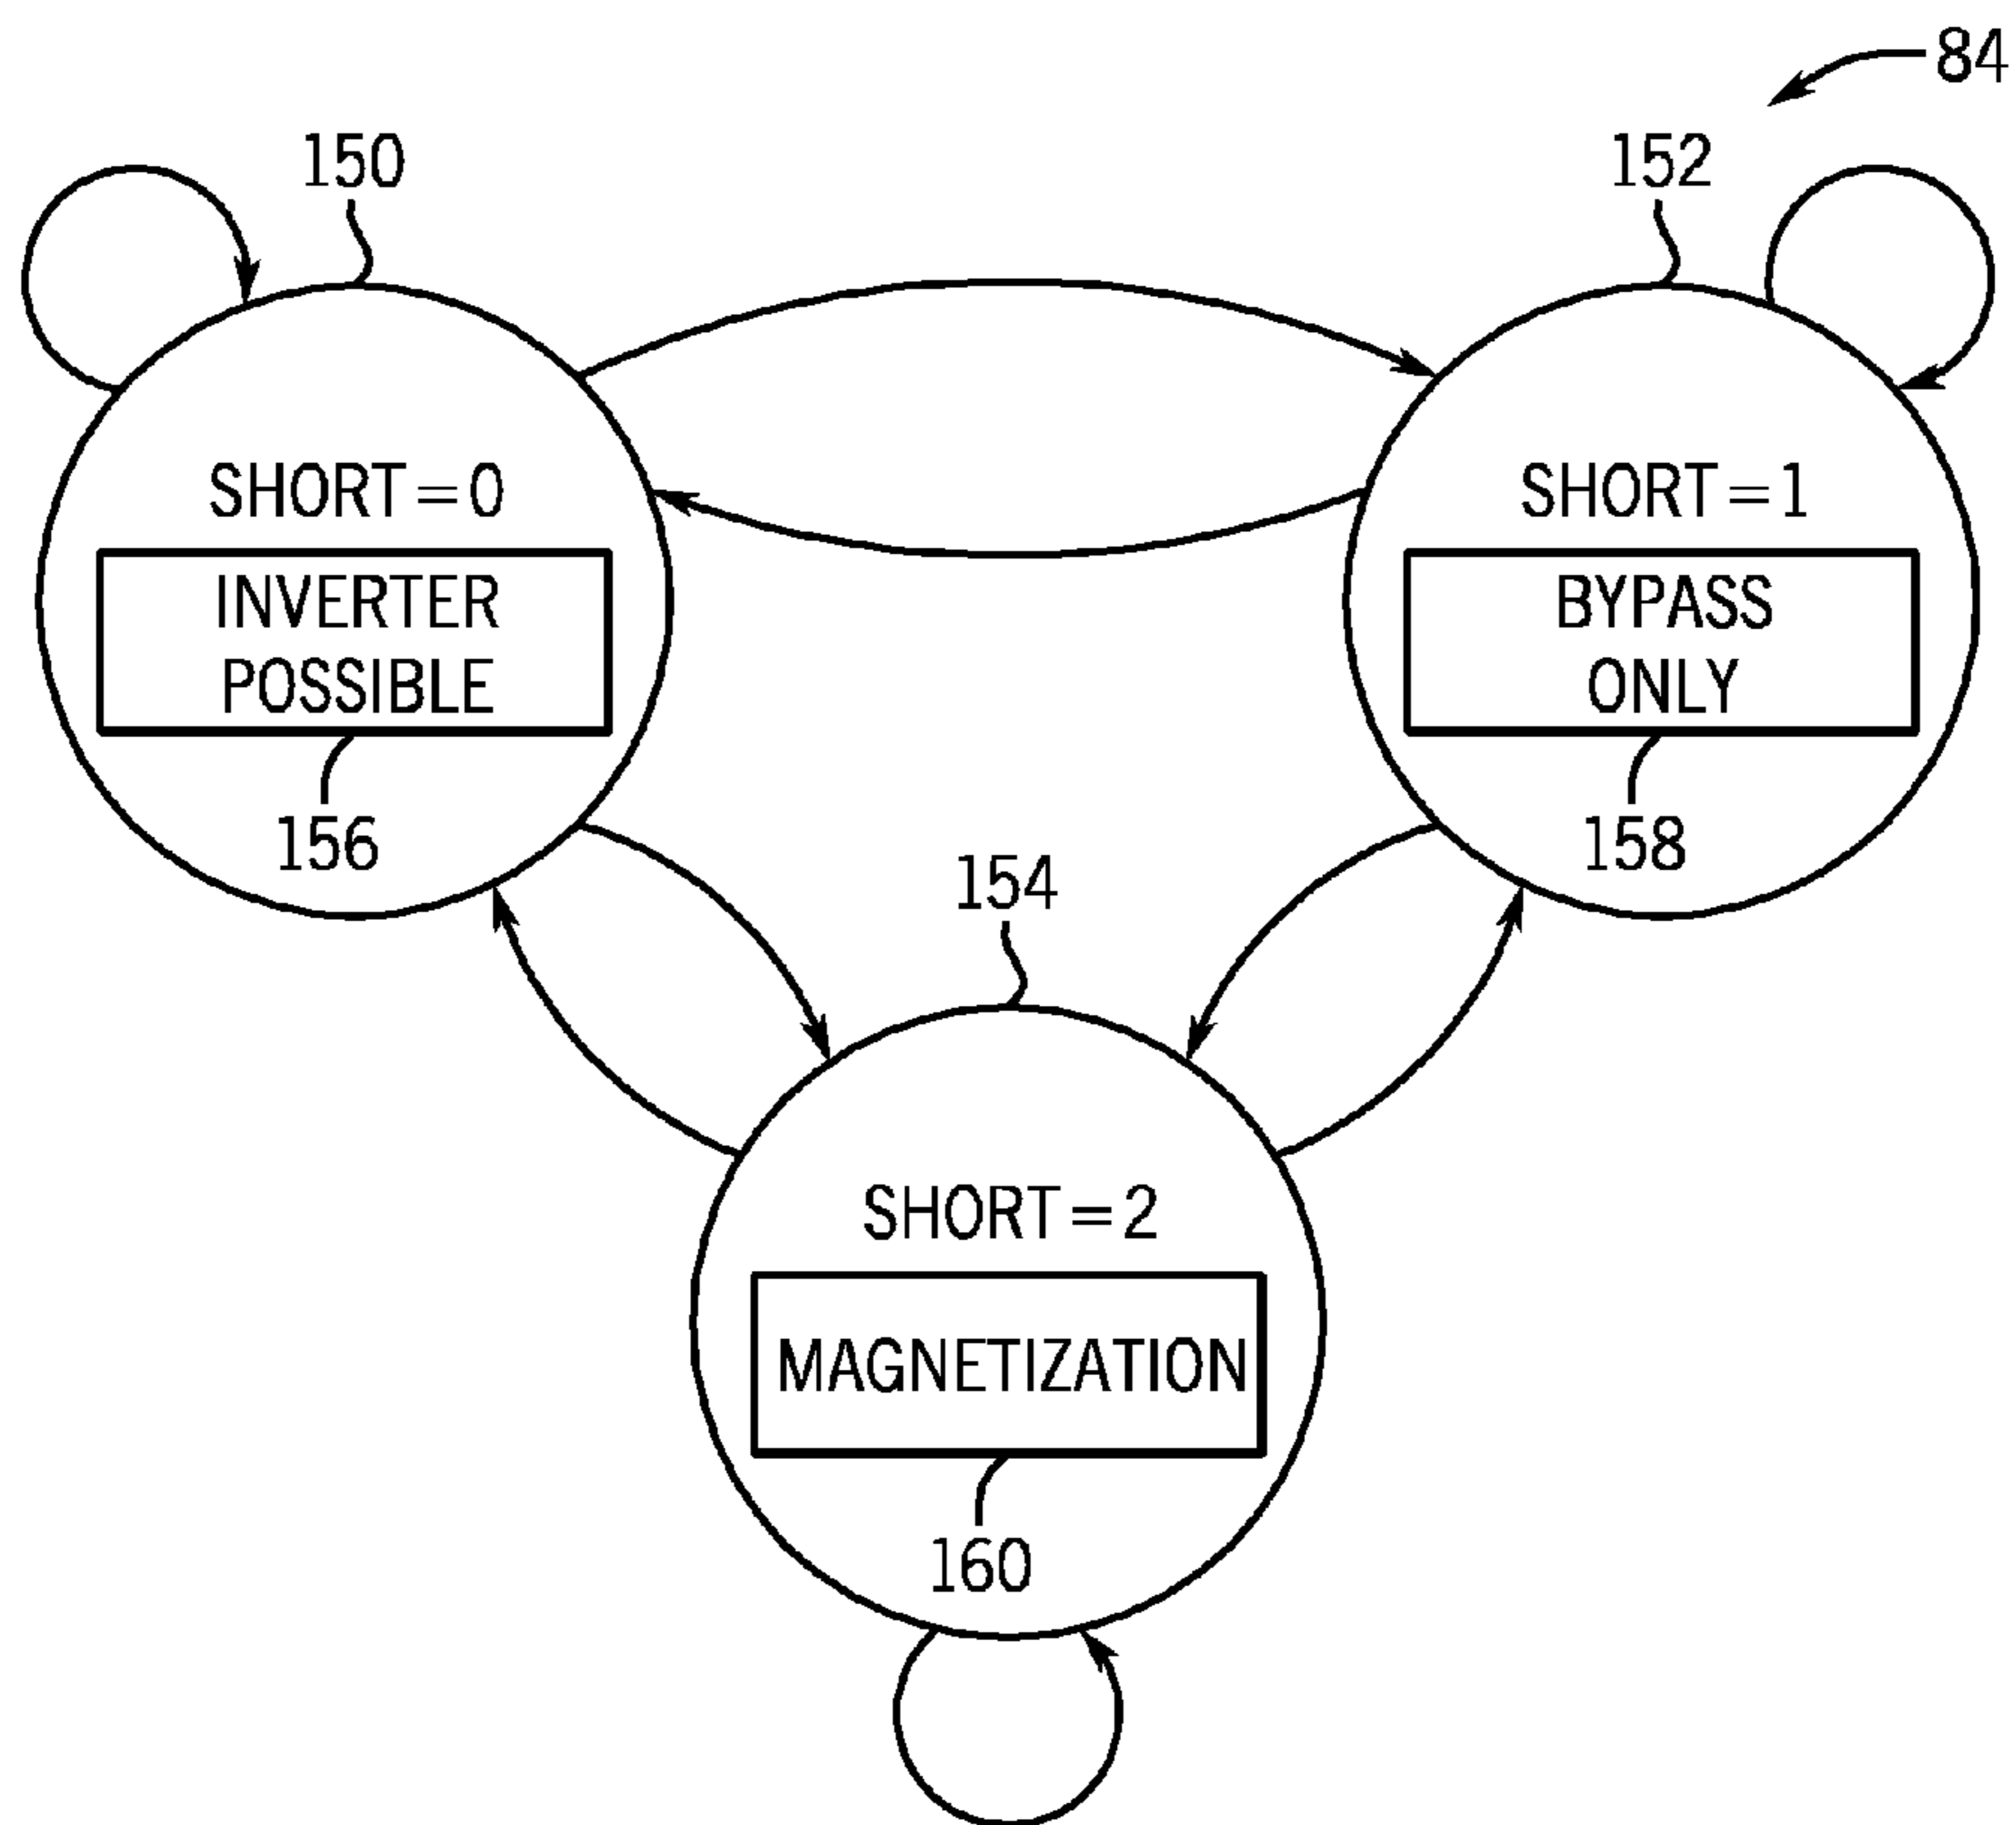 84
150
152
SHORT=0
SHORT=1
INVERTER
POSSIBLE
BYPASS
ONLY
156
158
154
SHORT=2
MAGNETIZATION
160